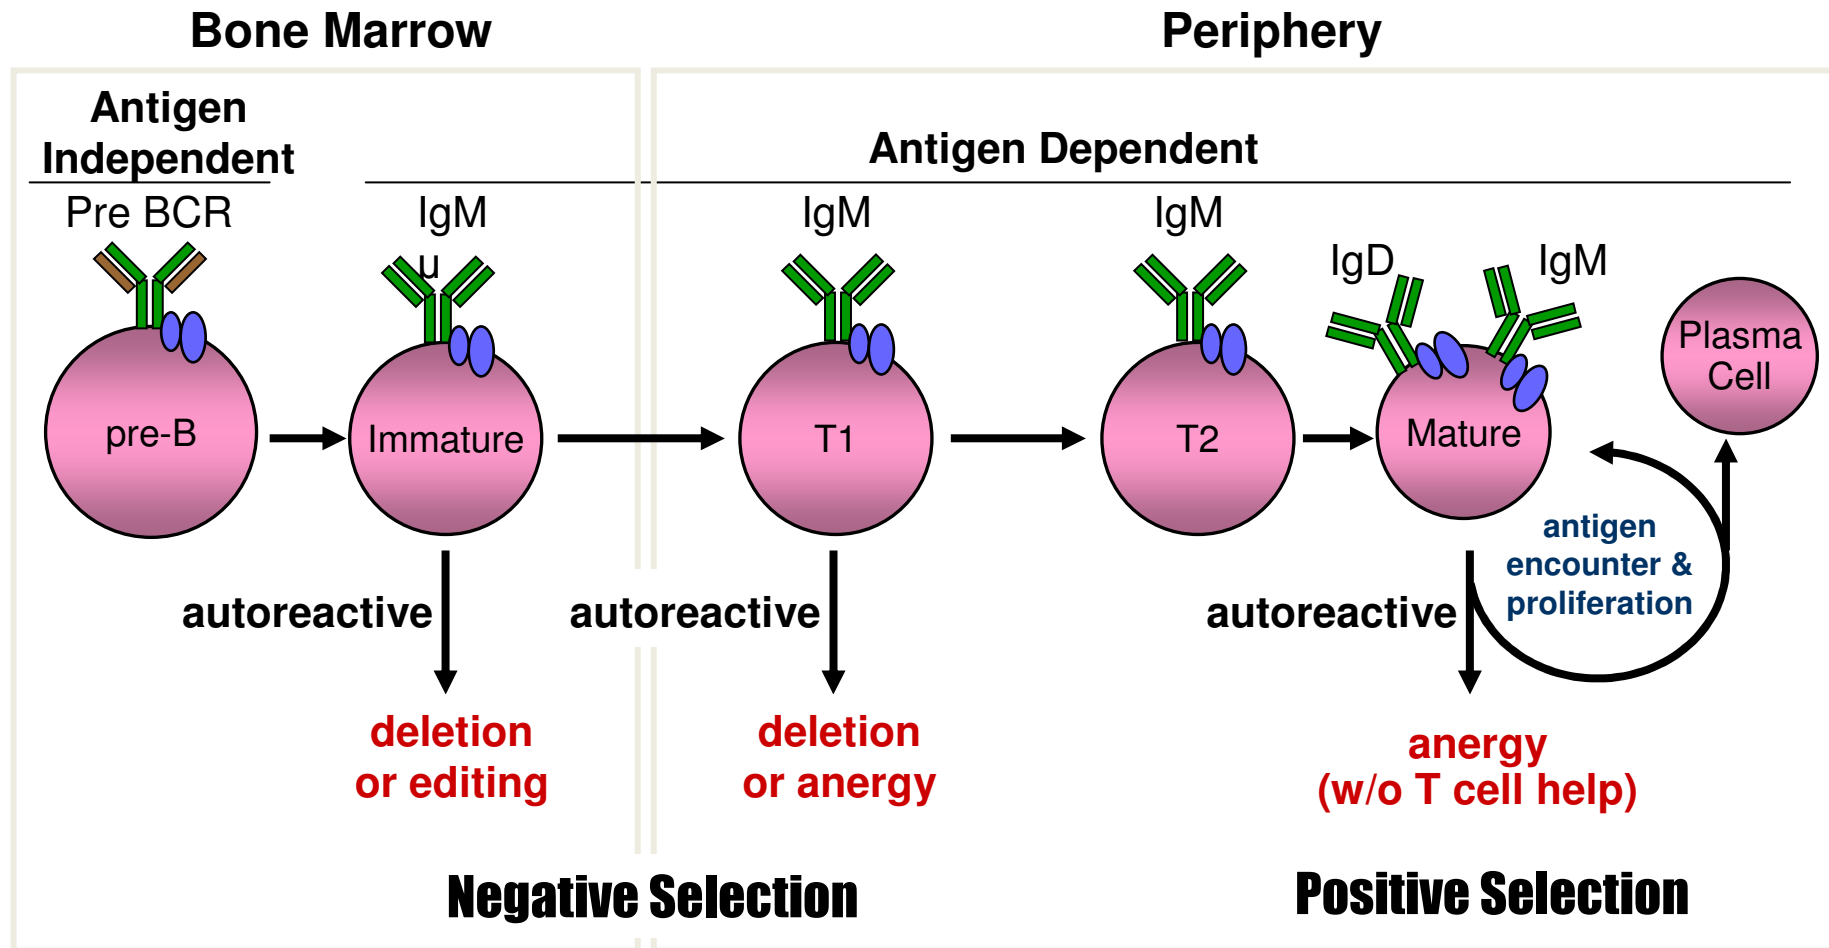 Bone Marrow
Periphery
Antigen
Independent
Antigen Dependent
Pre BCR
IgM
µ
IgM
IgM
IgD
IgM
pre-B
Immature
T1
T2
Mature
Plasma
Cell
antigen
encounter &
proliferation
autoreactive
autoreactive
autoreactive
deletion
or editing
deletion
or anergy
anergy
(w/o T cell help)
Negative Selection
Positive Selection